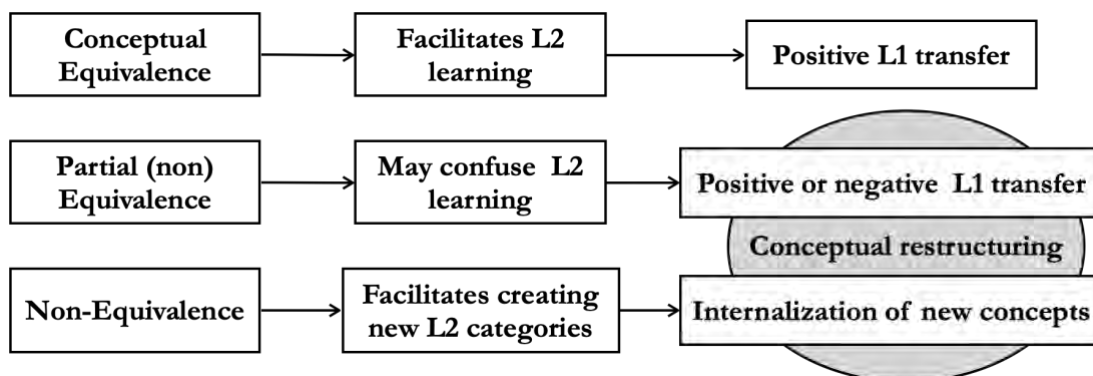 Conceptual
Equivalence
Facilitates L2
learning
Positive L1 transfer
Partial (non)
Equivalence
May confuse L2
learning
Positive or negative L1 transfer
Conceptual restructuring
Non-Equivalence
Facilitates creating
new L2 categories
Internalization of new concepts